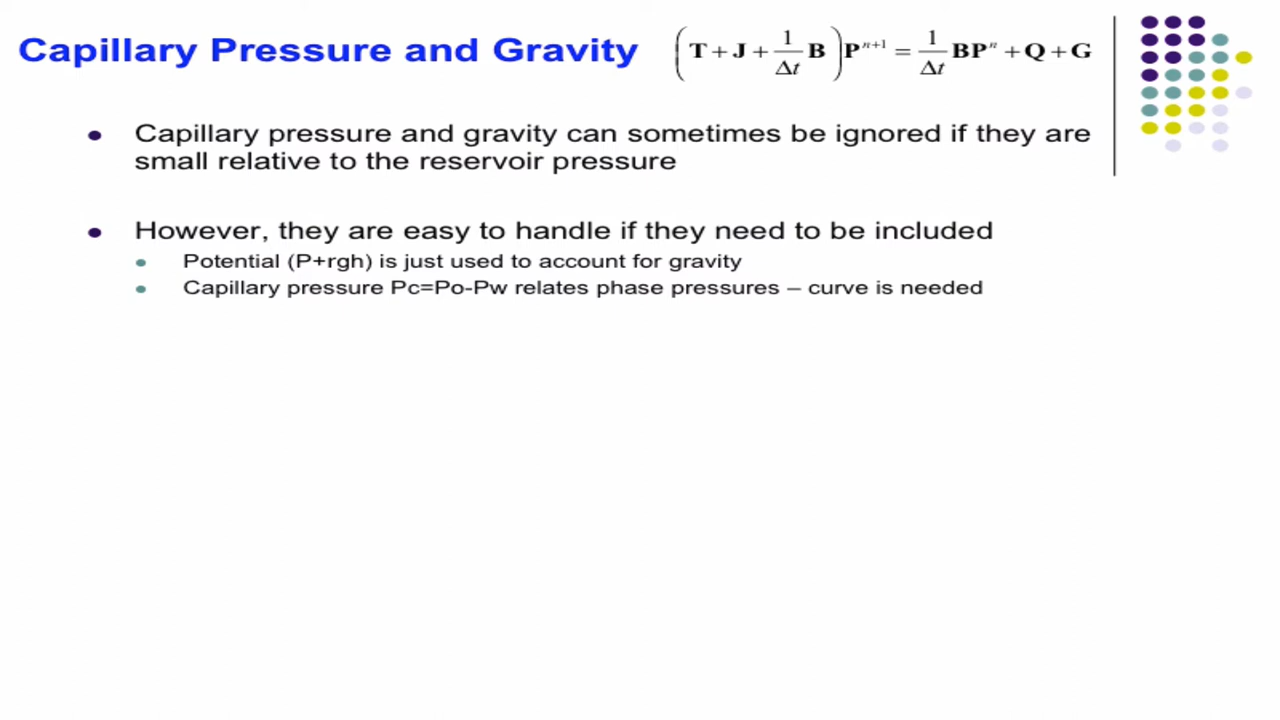 Capillary Pressure and Gravity
(T + J + 1/Δt B) Pⁿ⁺¹ = 1/Δt BPⁿ + Q + G
• Capillary pressure and gravity can sometimes be ignored if they are
small relative to the reservoir pressure
• However, they are easy to handle if they need to be included
• Potential (P+rgh) is just used to account for gravity
• Capillary pressure Pc=Po-Pw relates phase pressures – curve is needed